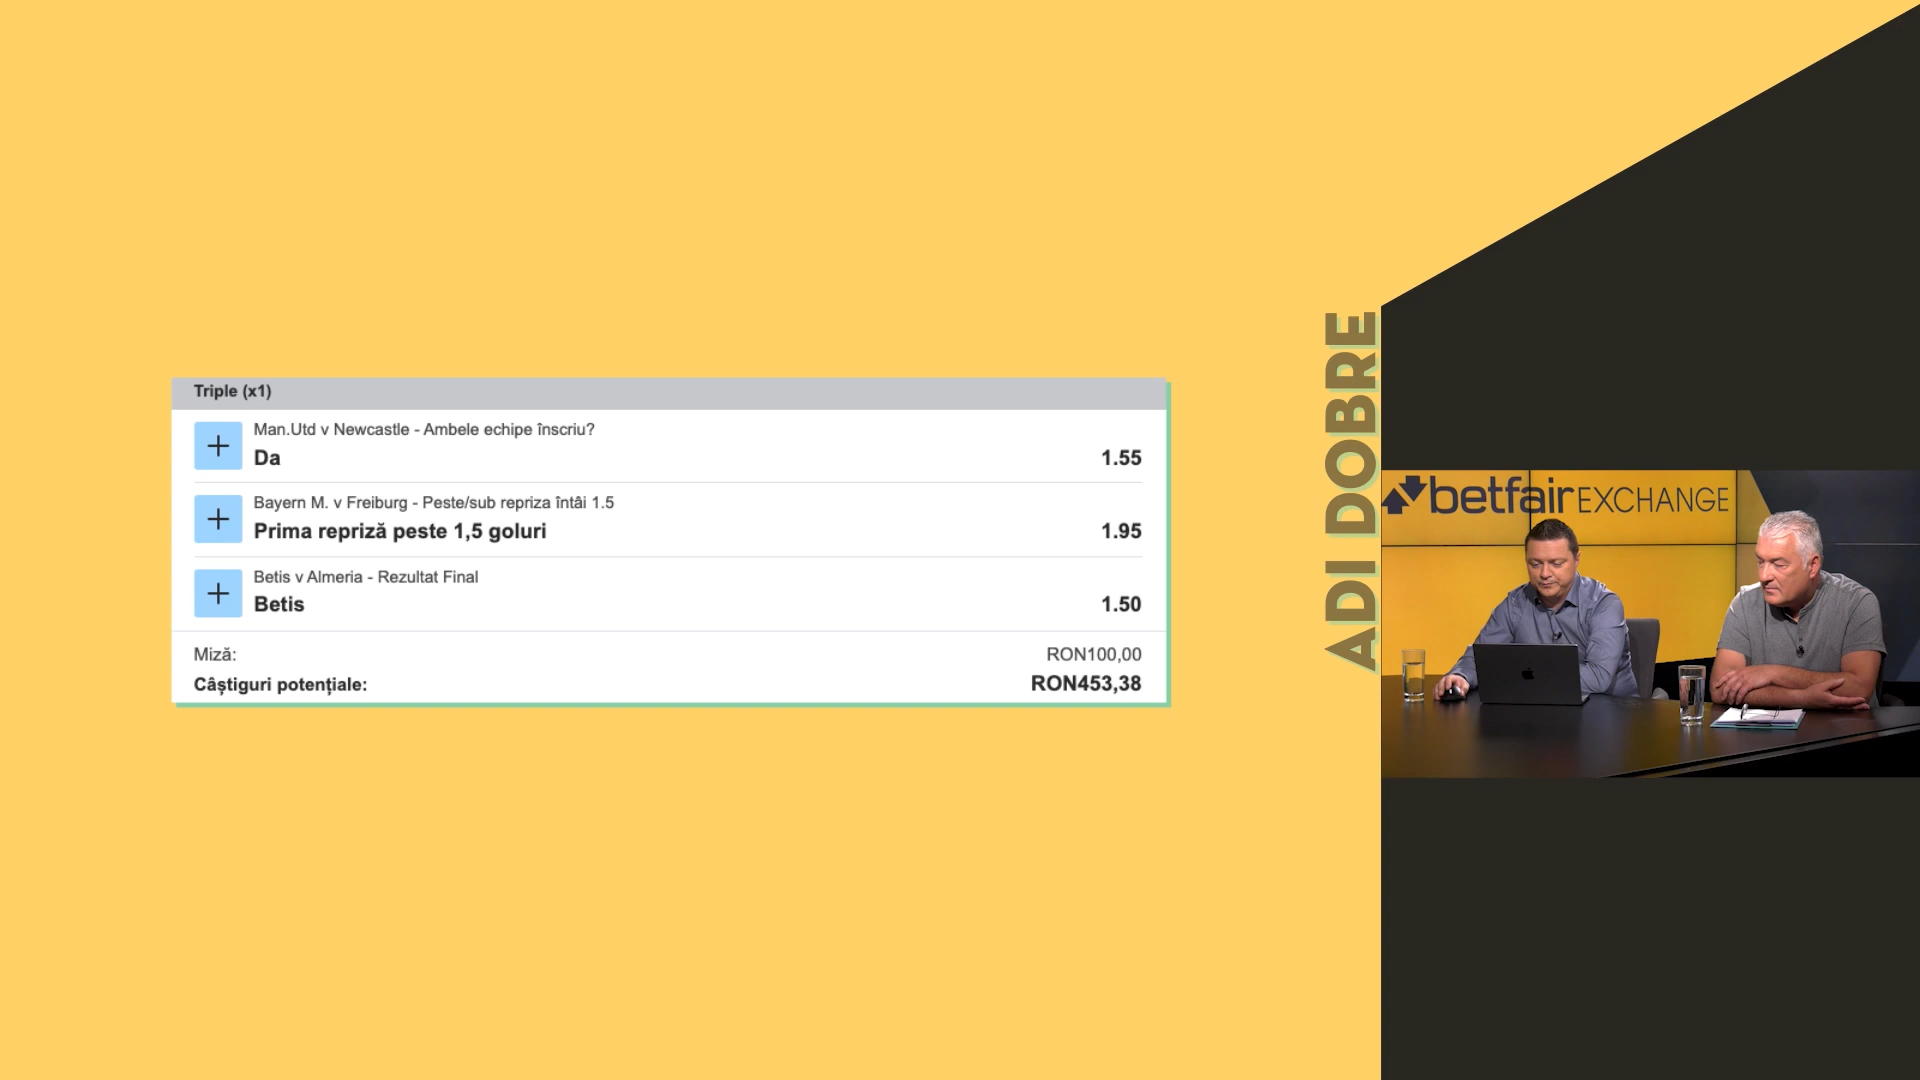 Triple (x1)
Man.Utd v Newcastle - Ambele echipe înscriu?
Da
1.55
Bayern M. v Freiburg - Peste/sub repriza întâi 1.5
Prima repriză peste 1,5 goluri
1.95
Betis v Almeria - Rezultat Final
Betis
1.50
Miză:
RON100,00
Câștiguri potențiale:
RON453,38
ADI DOBRE
betfair EXCHANGE